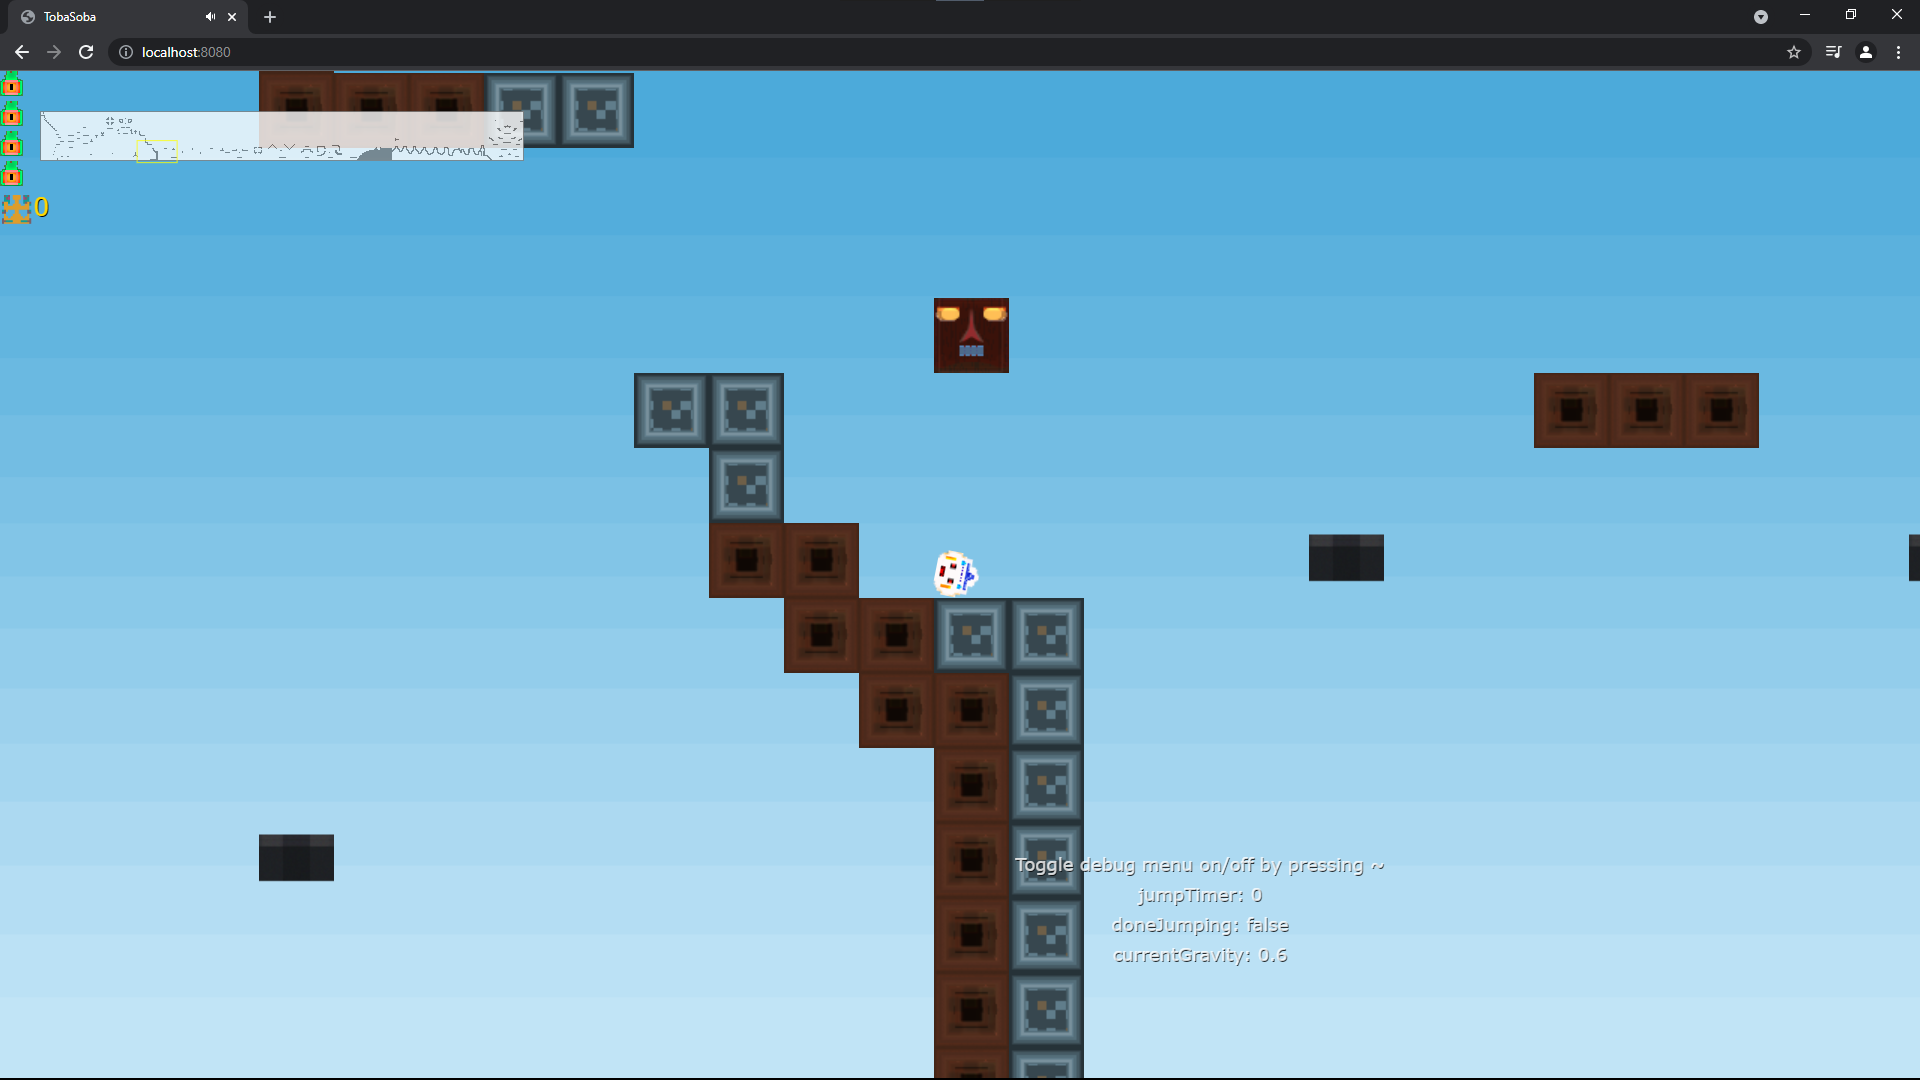 TobaSoba
localhost:8080
0
Toggle debug menu on/off by pressing ~
jumpTimer: 0
doneJumping: false
currentGravity: 0.6